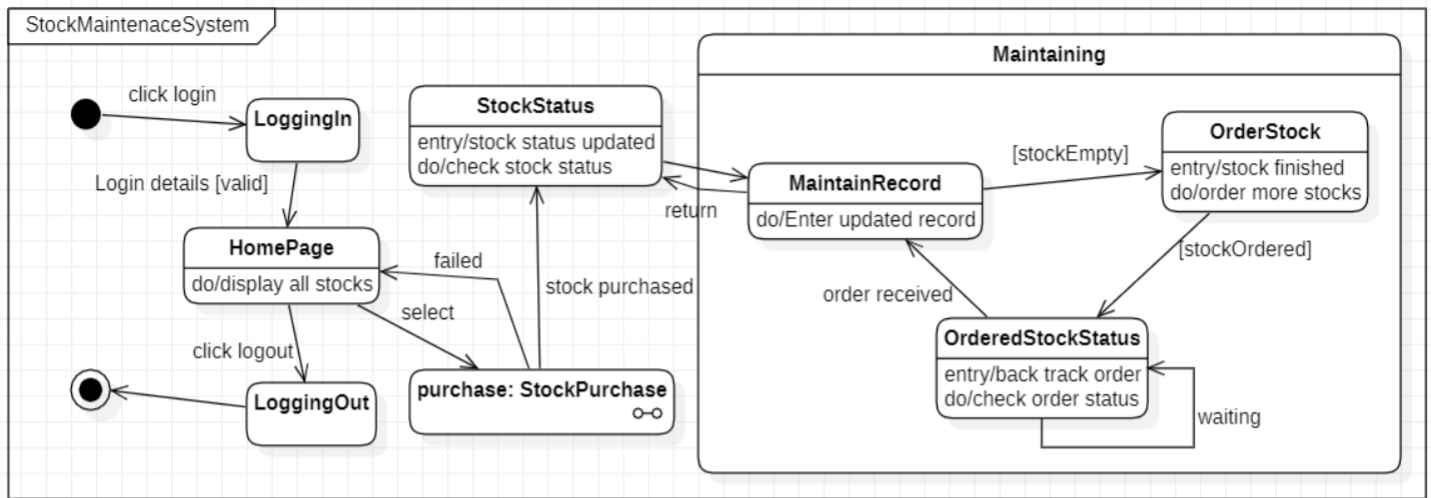 StockMaintenaceSystem
Maintaining
click login
LoggingIn
StockStatus
entry/stock status updated
do/check stock status
OrderStock
entry/stock finished
do/order more stocks
[stockEmpty]
Login details [valid]
MaintainRecord
do/Enter updated record
return
HomePage
do/display all stocks
failed
stock purchased
[stockOrdered]
order received
select
click logout
OrderedStockStatus
entry/back track order
do/check order status
waiting
LoggingOut
purchase: StockPurchase